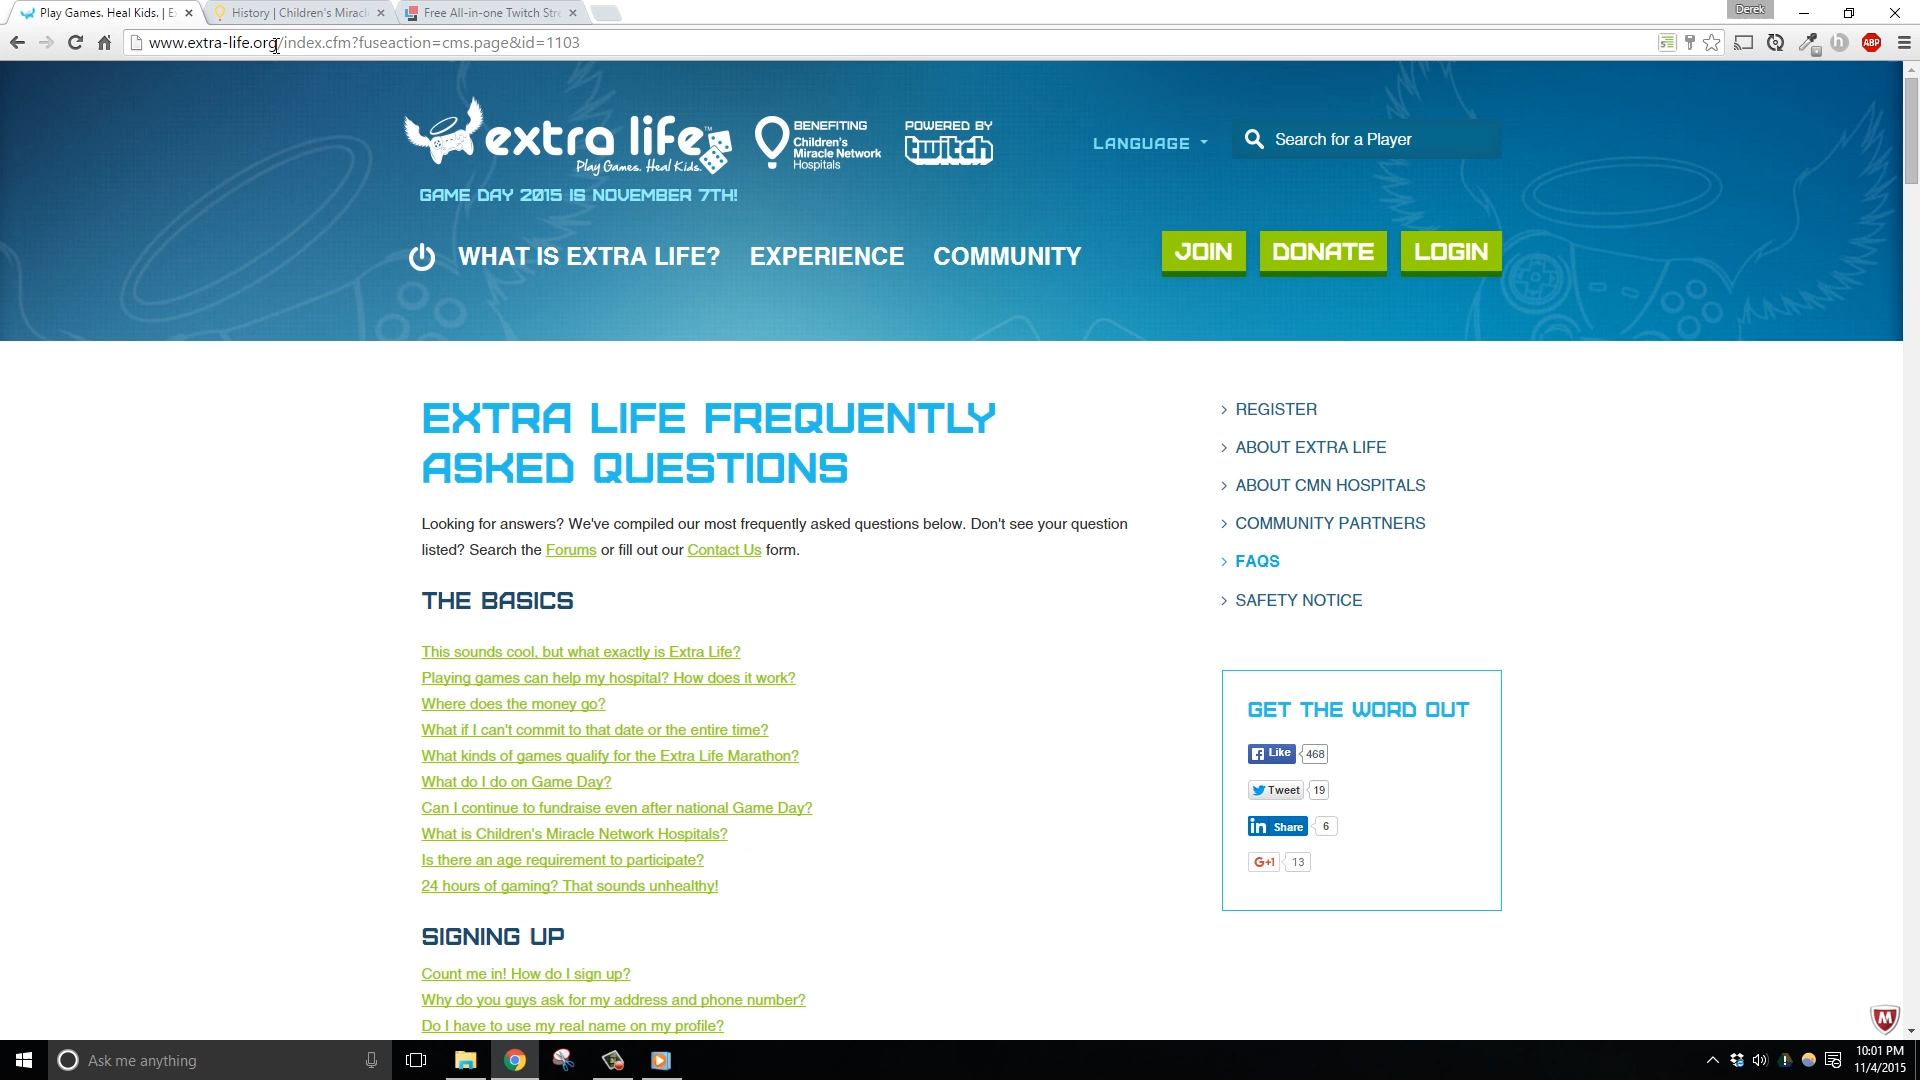 Play Games. Heal Kids. | E
History | Children's Miracl
Free All-in-one Twitch Str
Derek
www.extra-life.org/index.cfm?fuseaction=cms.page&id=1103
h
ABP
extra life™
Play Games. Heal Kids.
BENEFITING
Children's
Miracle Network
Hospitals
POWERED BY
twitch
LANGUAGE
Search for a Player
GAME DAY 2015 IS NOVEMBER 7TH!
WHAT IS EXTRA LIFE?
EXPERIENCE
COMMUNITY
JOIN
DONATE
LOGIN
EXTRA LIFE FREQUENTLY
ASKED QUESTIONS
Looking for answers? We've compiled our most frequently asked questions below. Don't see your question
listed? Search the Forums or fill out our Contact Us form.
THE BASICS
This sounds cool, but what exactly is Extra Life?
Playing games can help my hospital? How does it work?
Where does the money go?
What if I can't commit to that date or the entire time?
What kinds of games qualify for the Extra Life Marathon?
What do I do on Game Day?
Can I continue to fundraise even after national Game Day?
What is Children's Miracle Network Hospitals?
Is there an age requirement to participate?
24 hours of gaming? That sounds unhealthy!
SIGNING UP
Count me in! How do I sign up?
Why do you guys ask for my address and phone number?
Do I have to use my real name on my profile?
> REGISTER
> ABOUT EXTRA LIFE
> ABOUT CMN HOSPITALS
> COMMUNITY PARTNERS
> FAQS
> SAFETY NOTICE
GET THE WORD OUT
f Like 468
Tweet 19
in Share 6
G+1 13
M
Ask me anything
10:01 PM
11/4/2015